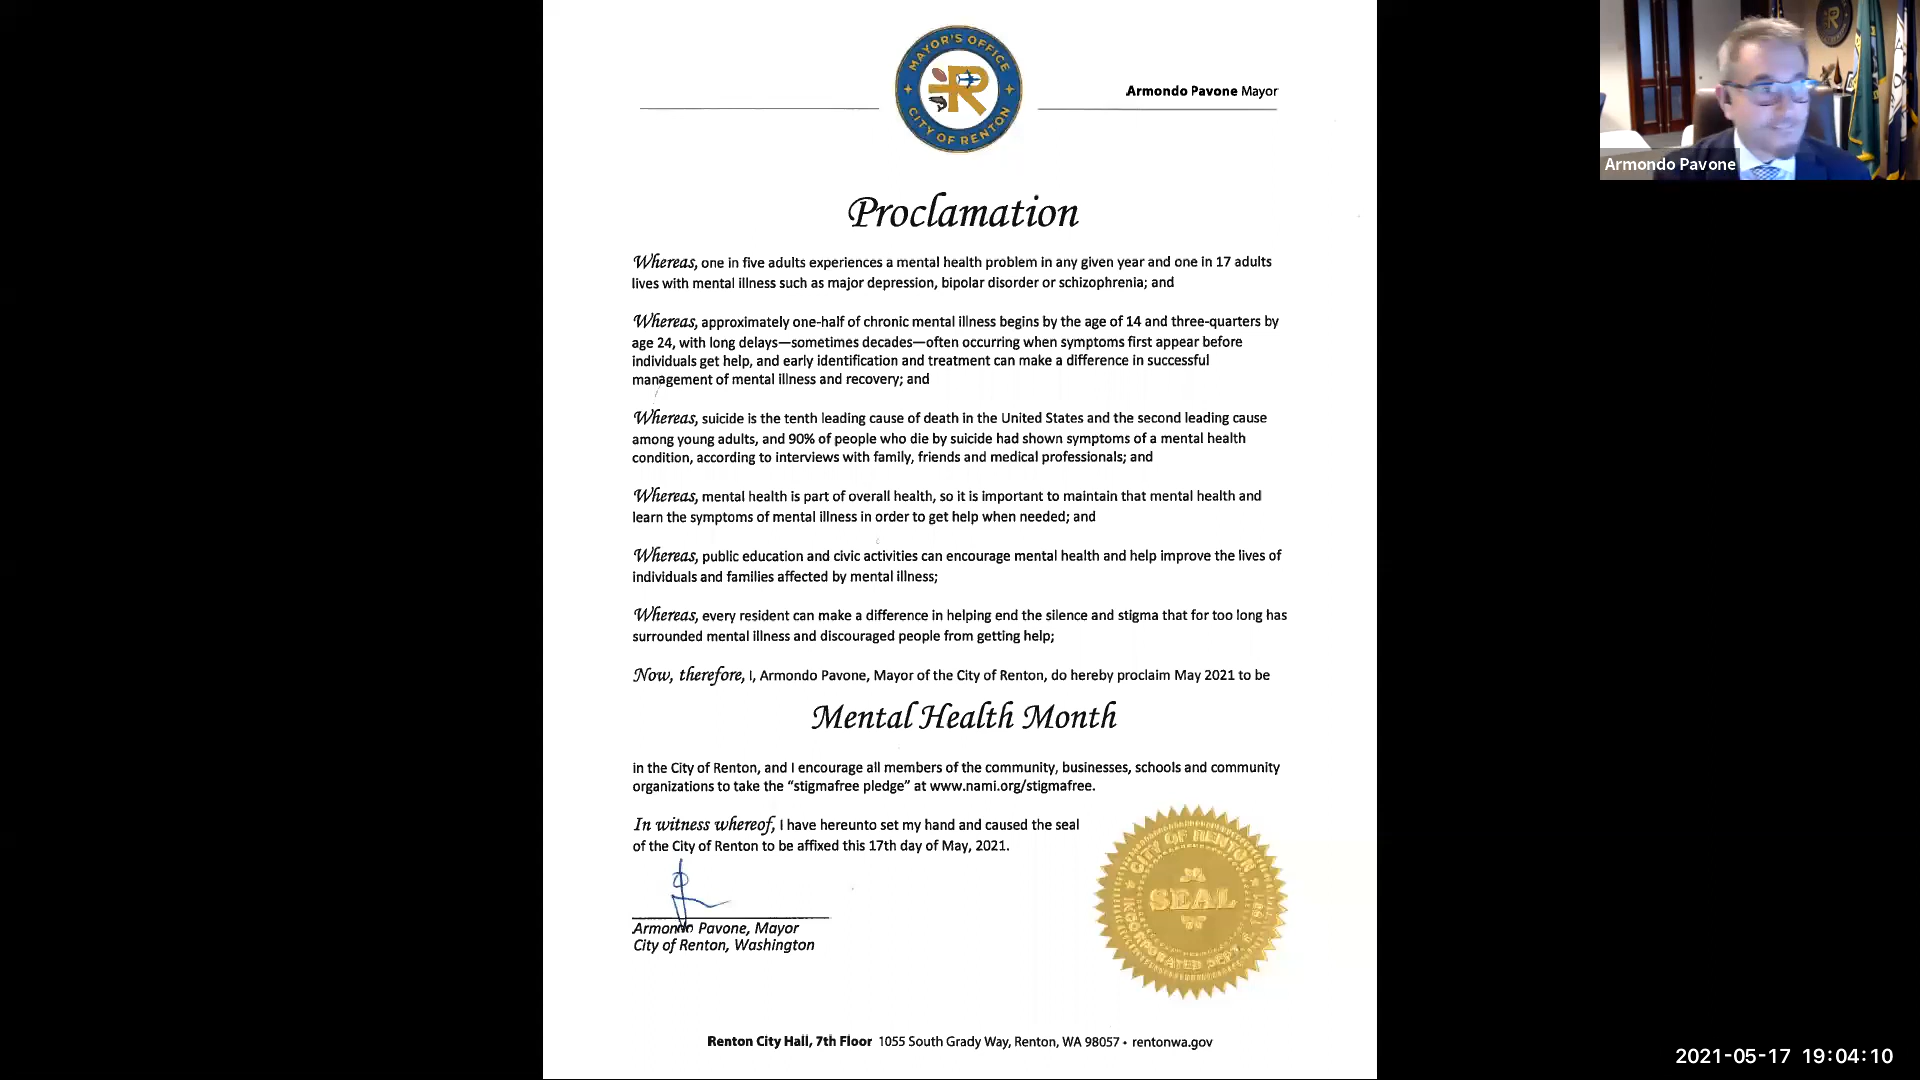 MAYOR'S OFFICE
R
CITY OF RENTON
Armondo Pavone Mayor
Armondo Pavone
Proclamation
Whereas, one in five adults experiences a mental health problem in any given year and one in 17 adults
lives with mental illness such as major depression, bipolar disorder or schizophrenia; and
Whereas, approximately one-half of chronic mental illness begins by the age of 14 and three-quarters by
age 24, with long delays—sometimes decades—often occurring when symptoms first appear before
individuals get help, and early identification and treatment can make a difference in successful
management of mental illness and recovery; and
Whereas, suicide is the tenth leading cause of death in the United States and the second leading cause
among young adults, and 90% of people who die by suicide had shown symptoms of a mental health
condition, according to interviews with family, friends and medical professionals; and
Whereas, mental health is part of overall health, so it is important to maintain that mental health and
learn the symptoms of mental illness in order to get help when needed; and
Whereas, public education and civic activities can encourage mental health and help improve the lives of
individuals and families affected by mental illness;
Whereas, every resident can make a difference in helping end the silence and stigma that for too long has
surrounded mental illness and discouraged people from getting help;
Now, therefore, I, Armondo Pavone, Mayor of the City of Renton, do hereby proclaim May 2021 to be
Mental Health Month
in the City of Renton, and I encourage all members of the community, businesses, schools and community
organizations to take the “stigmafree pledge” at www.nami.org/stigmafree.
In witness whereof, I have hereunto set my hand and caused the seal
of the City of Renton to be affixed this 17th day of May, 2021.
Armondo Pavone, Mayor
City of Renton, Washington
CITY OF RENTON
SEAL
INCORPORATED SEPT. 6, 1901
Renton City Hall, 7th Floor 1055 South Grady Way, Renton, WA 98057 • rentonwa.gov
2021-05-17 19:04:10